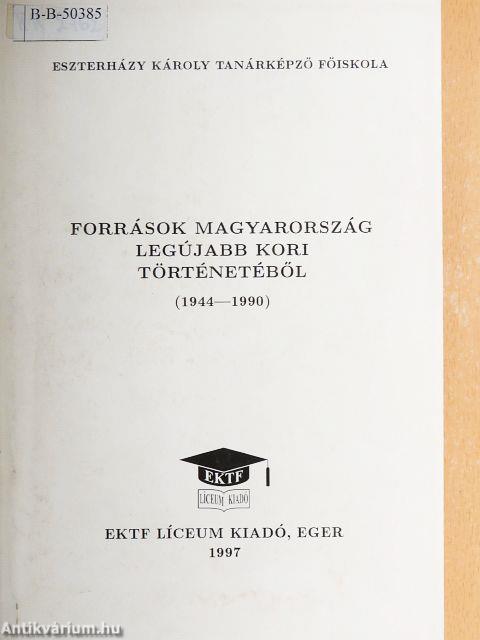 B-B-50385
ESZTERHÁZY KÁROLY TANÁRKÉPZŐ FŐISKOLA
FORRÁSOK MAGYARORSZÁG
LEGÚJABB KORI
TÖRTÉNETÉBŐL
(1944—1990)
EKTF
LÍCEUM KIADÓ
EKTF LÍCEUM KIADÓ, EGER
1997
Antikvárium.hu